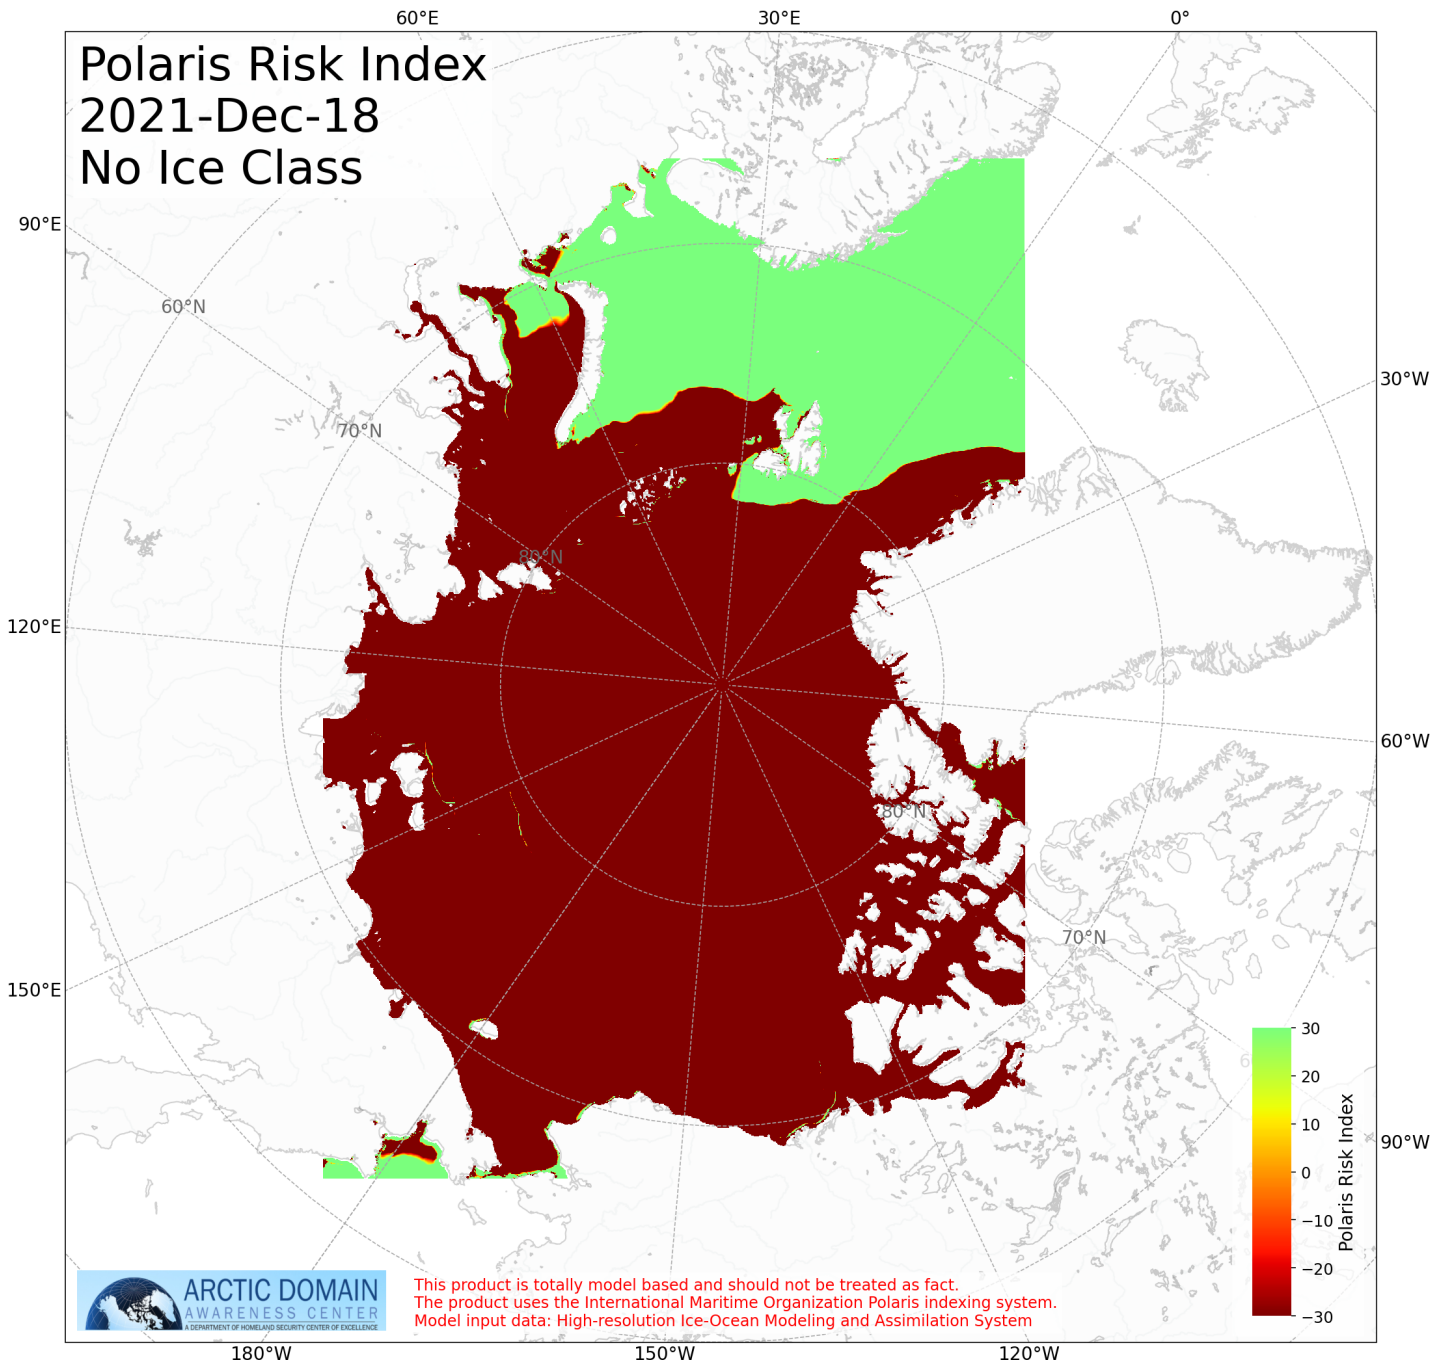 60°E 30°E 0°
Polaris Risk Index
2021-Dec-18
No Ice Class
90°E
60°N
30°W
70°N
80°N
120°E
60°W
80°N
70°N
150°E
30
20
10
0
−10
−20
−30
Polaris Risk Index
90°W
ARCTIC DOMAIN
AWARENESS CENTER
A DEPARTMENT OF HOMELAND SECURITY CENTER OF EXCELLENCE
This product is totally model based and should not be treated as fact.
The product uses the International Maritime Organization Polaris indexing system.
Model input data: High-resolution Ice-Ocean Modeling and Assimilation System
180°W 150°W 120°W